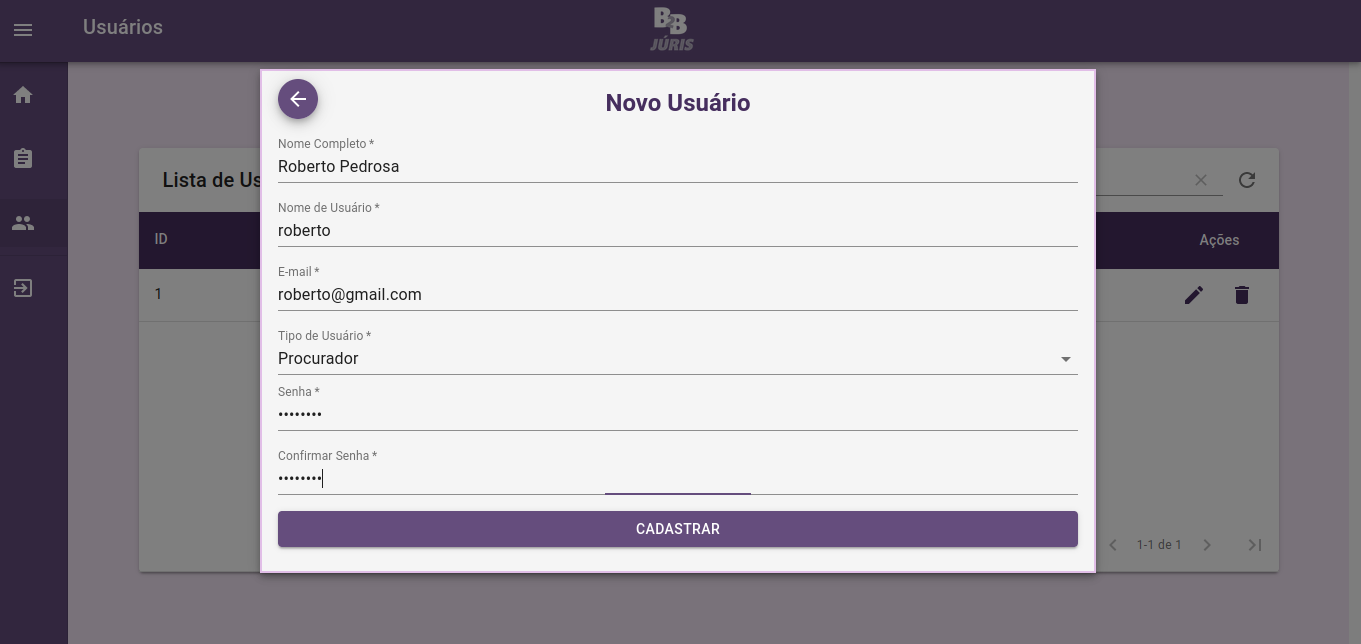 Usuários
B2B
JÚRIS
Novo Usuário
Nome Completo *
Roberto Pedrosa
Nome de Usuário *
roberto
Lista de Us
E-mail *
roberto@gmail.com
ID
Ações
1
Tipo de Usuário *
Procurador
Senha *
••••••••
Confirmar Senha *
••••••••
CADASTRAR
1-1 de 1